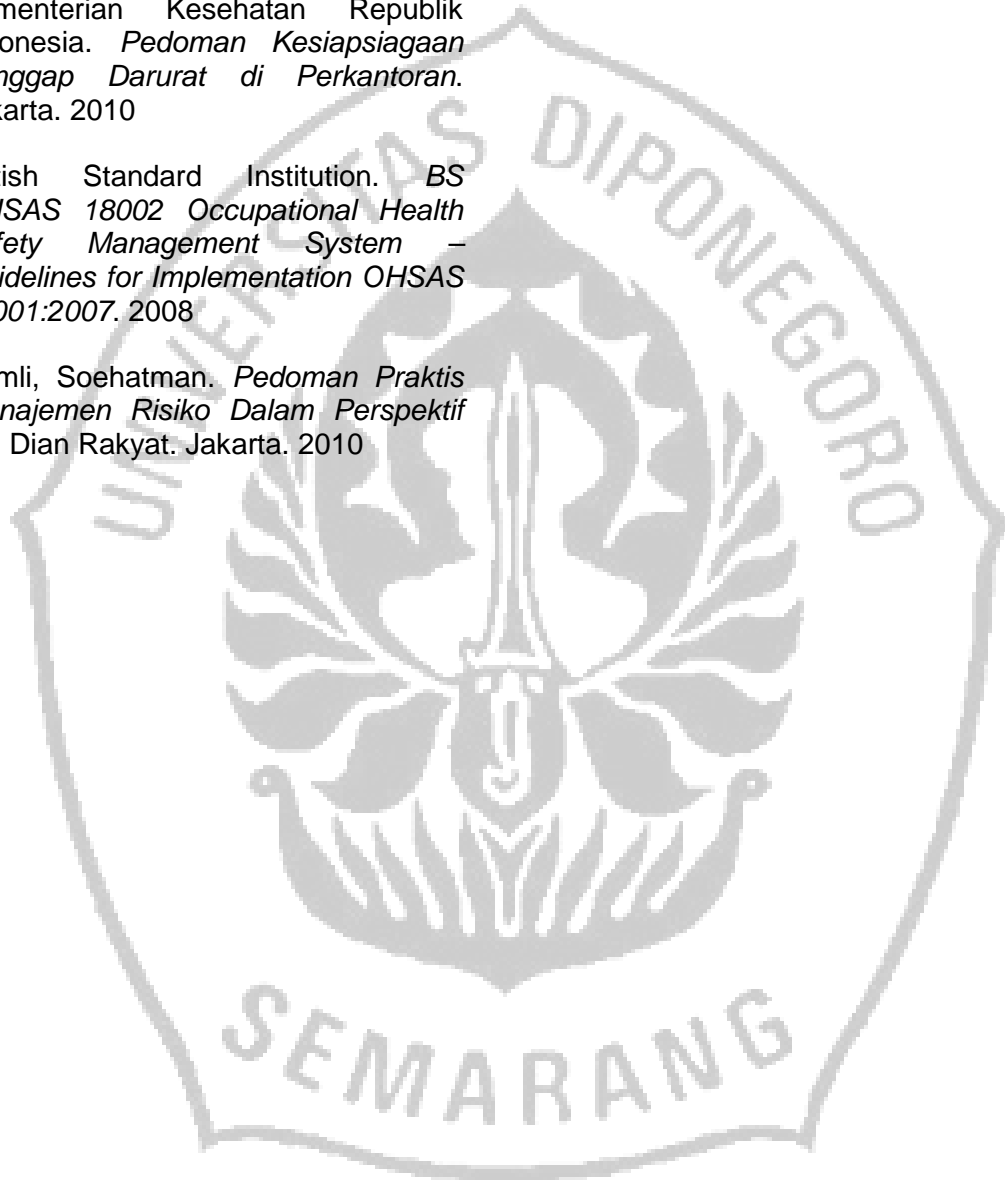 menterian Kesehatan Republik
onesia. Pedoman Kesiapsiagaan
nggap Darurat di Perkantoran.
karta. 2010
tish Standard Institution. BS
HSAS 18002 Occupational Health
fety Management System –
idelines for Implementation OHSAS
001:2007. 2008
mli, Soehatman. Pedoman Praktis
najemen Risiko Dalam Perspektif
Dian Rakyat. Jakarta. 2010
UNIVERSITAS DIPONEGORO
SEMARANG